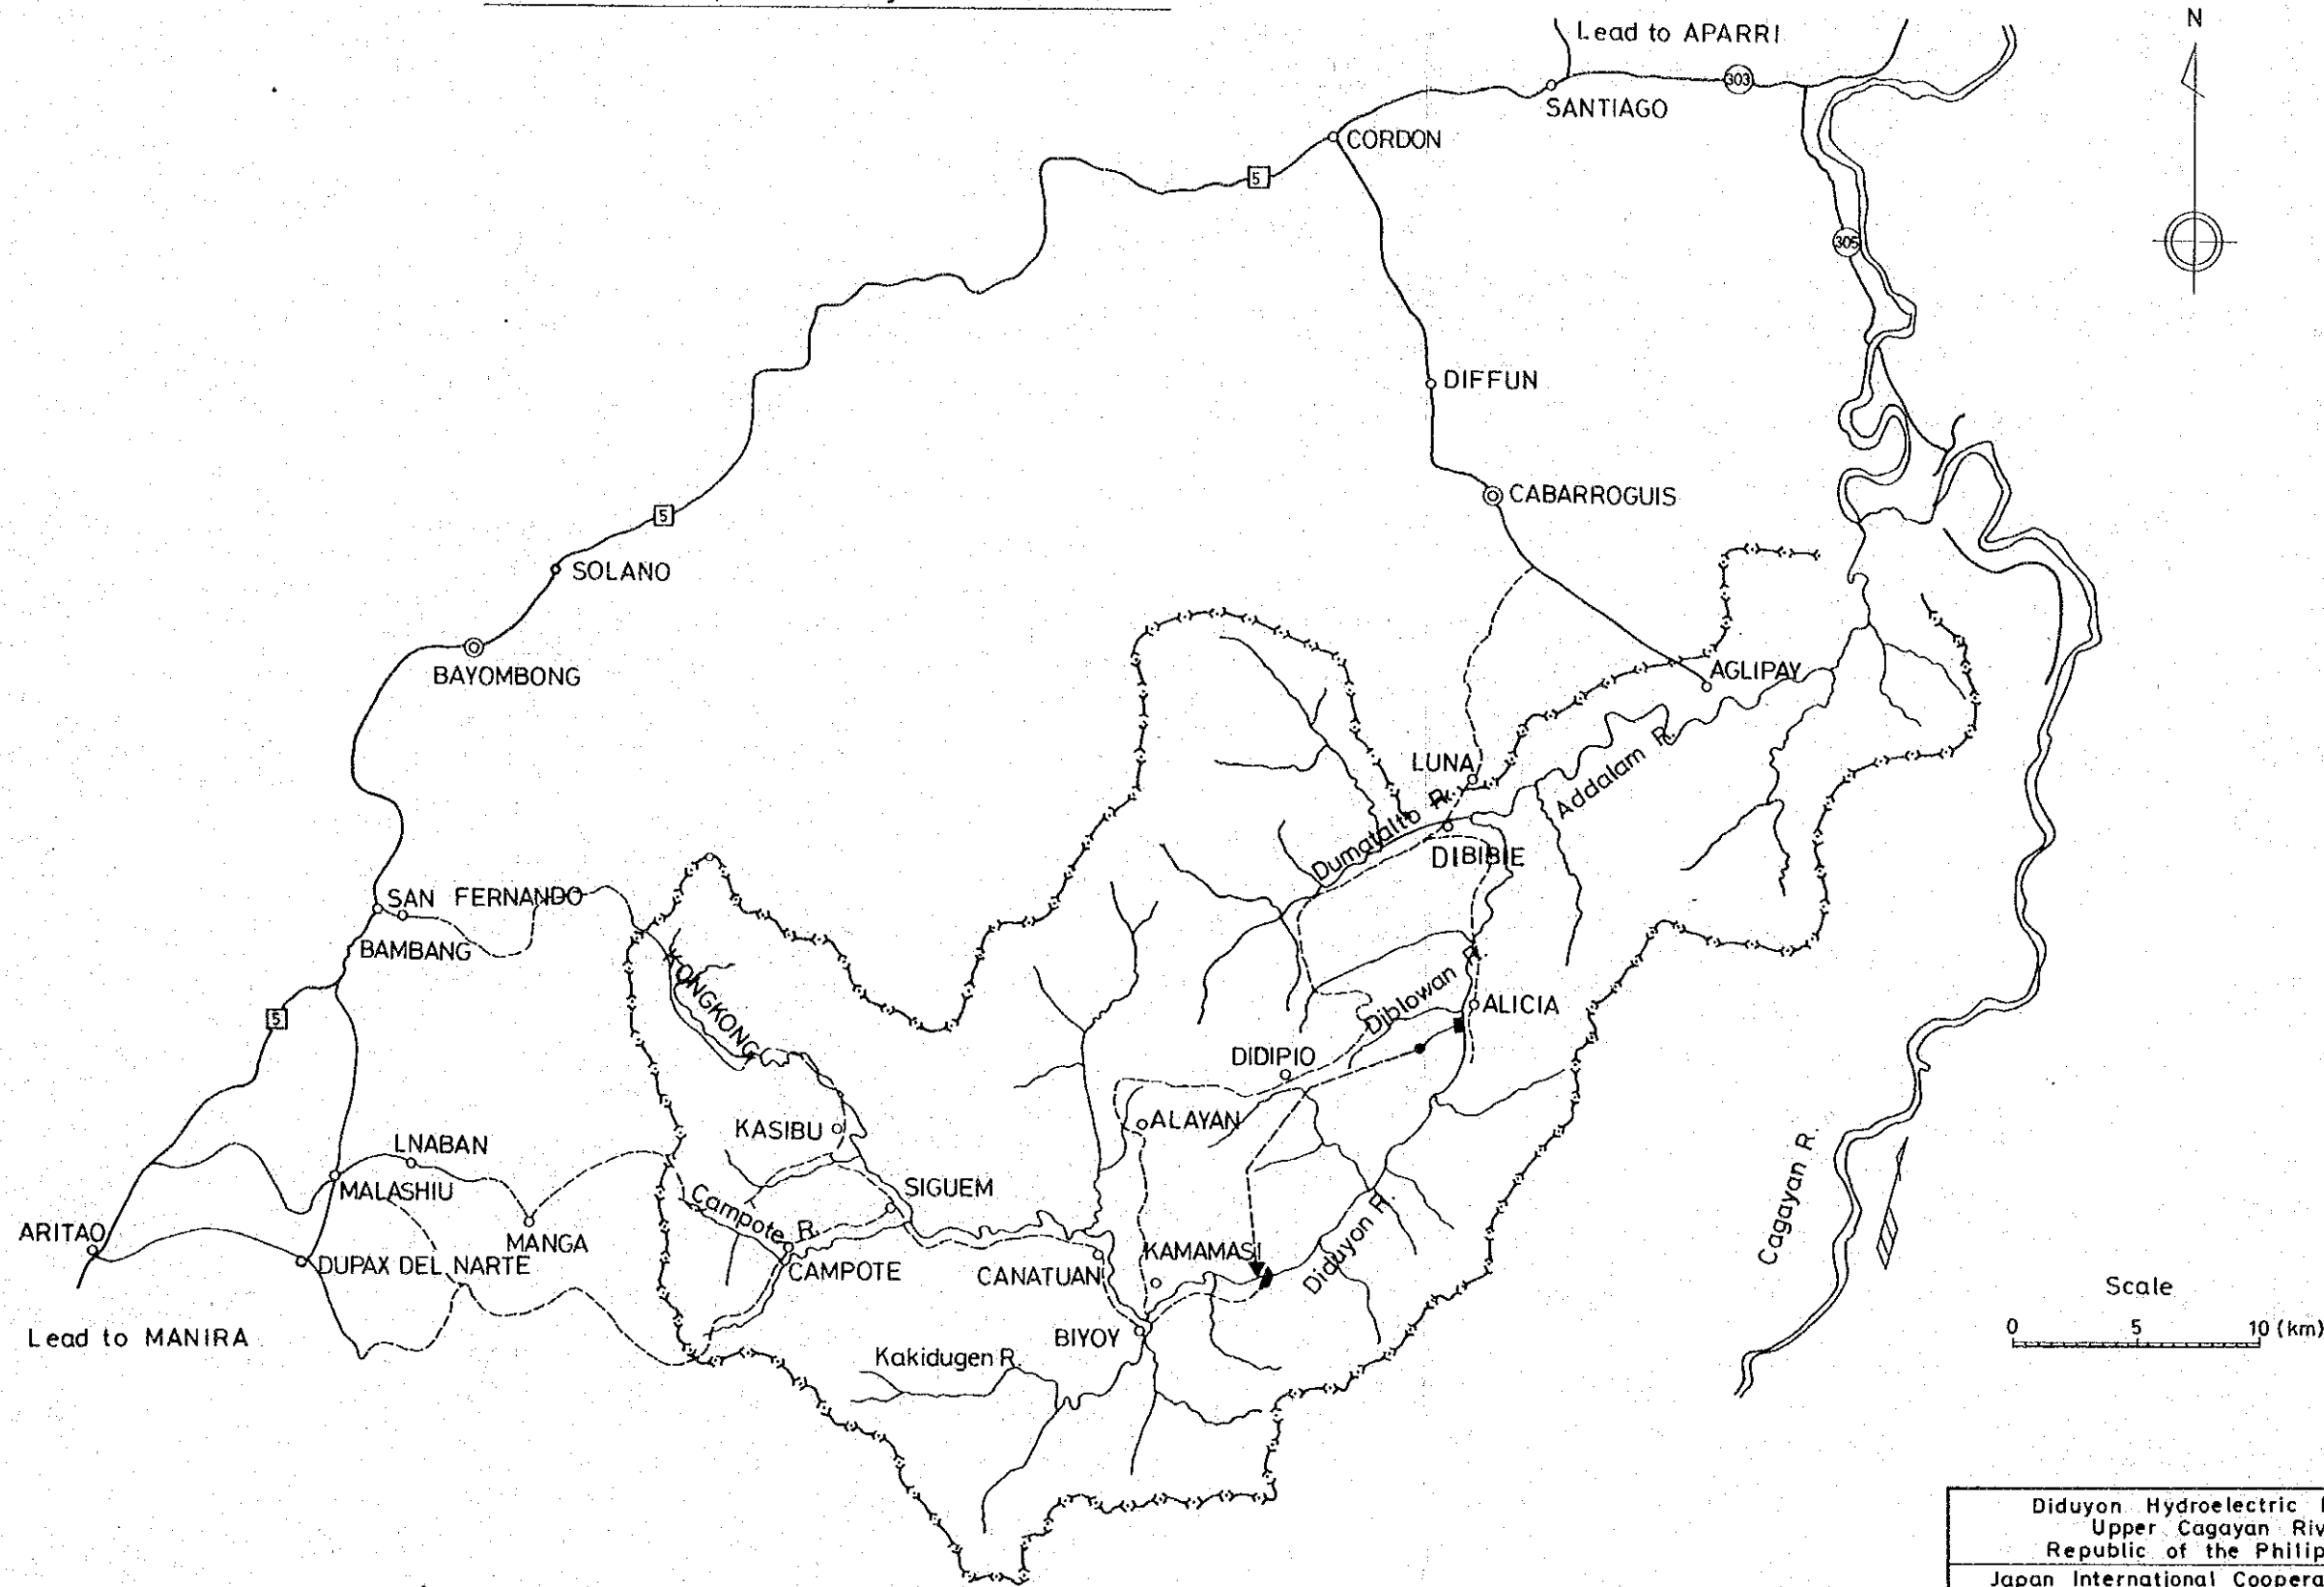 Lead to APARRI
N
303
SANTIAGO
CORDON
5
305
DIFFUN
CABARROGUIS
5
SOLANO
BAYOMBONG
AGLIPAY
LUNA
Addalam R.
Dumatalto R.
DIBIBIE
SAN FERNANDO
BAMBANG
KONGKONG
Diblowan R.
ALICIA
5
DIDIPIO
ALAYAN
KASIBU
LNABAN
MALASHIU
SIGUEM
Campote R.
Cagayan R.
ARITAO
MANGA
DUPAX DEL NARTE
CAMPOTE
CANATUAN
KAMAMASI
Diduyon R.
Scale
0 5 10 (km)
Lead to MANIRA
BIYOY
Kakidugen R.
Diduyon Hydroelectric
Upper Cagayan Riv
Republic of the Philip
Japan International Coopera